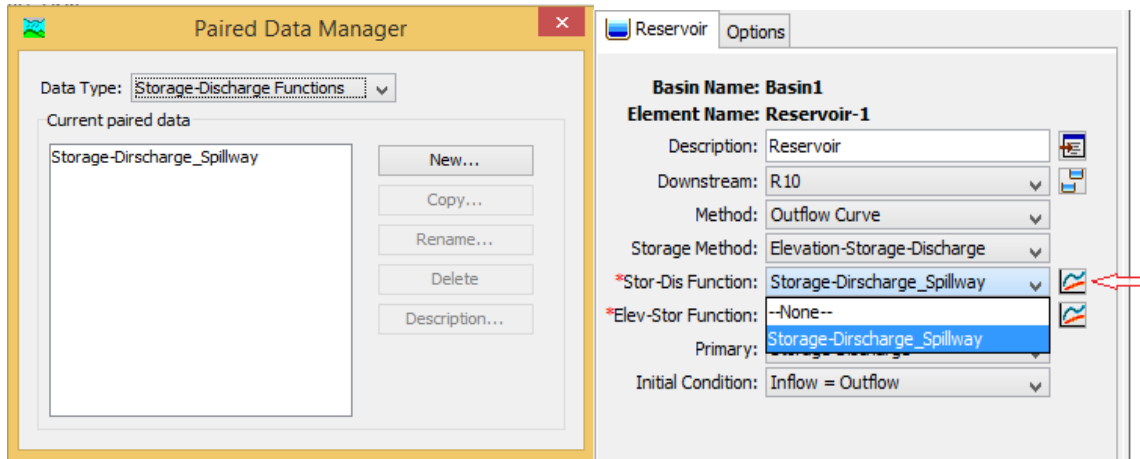 Paired Data Manager
Data Type: Storage-Discharge Functions
Current paired data
Storage-Dirscharge_Spillway
New...
Copy...
Rename...
Delete
Description...
Reservoir Options
Basin Name: Basin1
Element Name: Reservoir-1
Description: Reservoir
Downstream: R10
Method: Outflow Curve
Storage Method: Elevation-Storage-Discharge
*Stor-Dis Function: Storage-Dirscharge_Spillway
*Elev-Stor Function: --None--
Storage-Dirscharge_Spillway
Primary:
Initial Condition: Inflow = Outflow